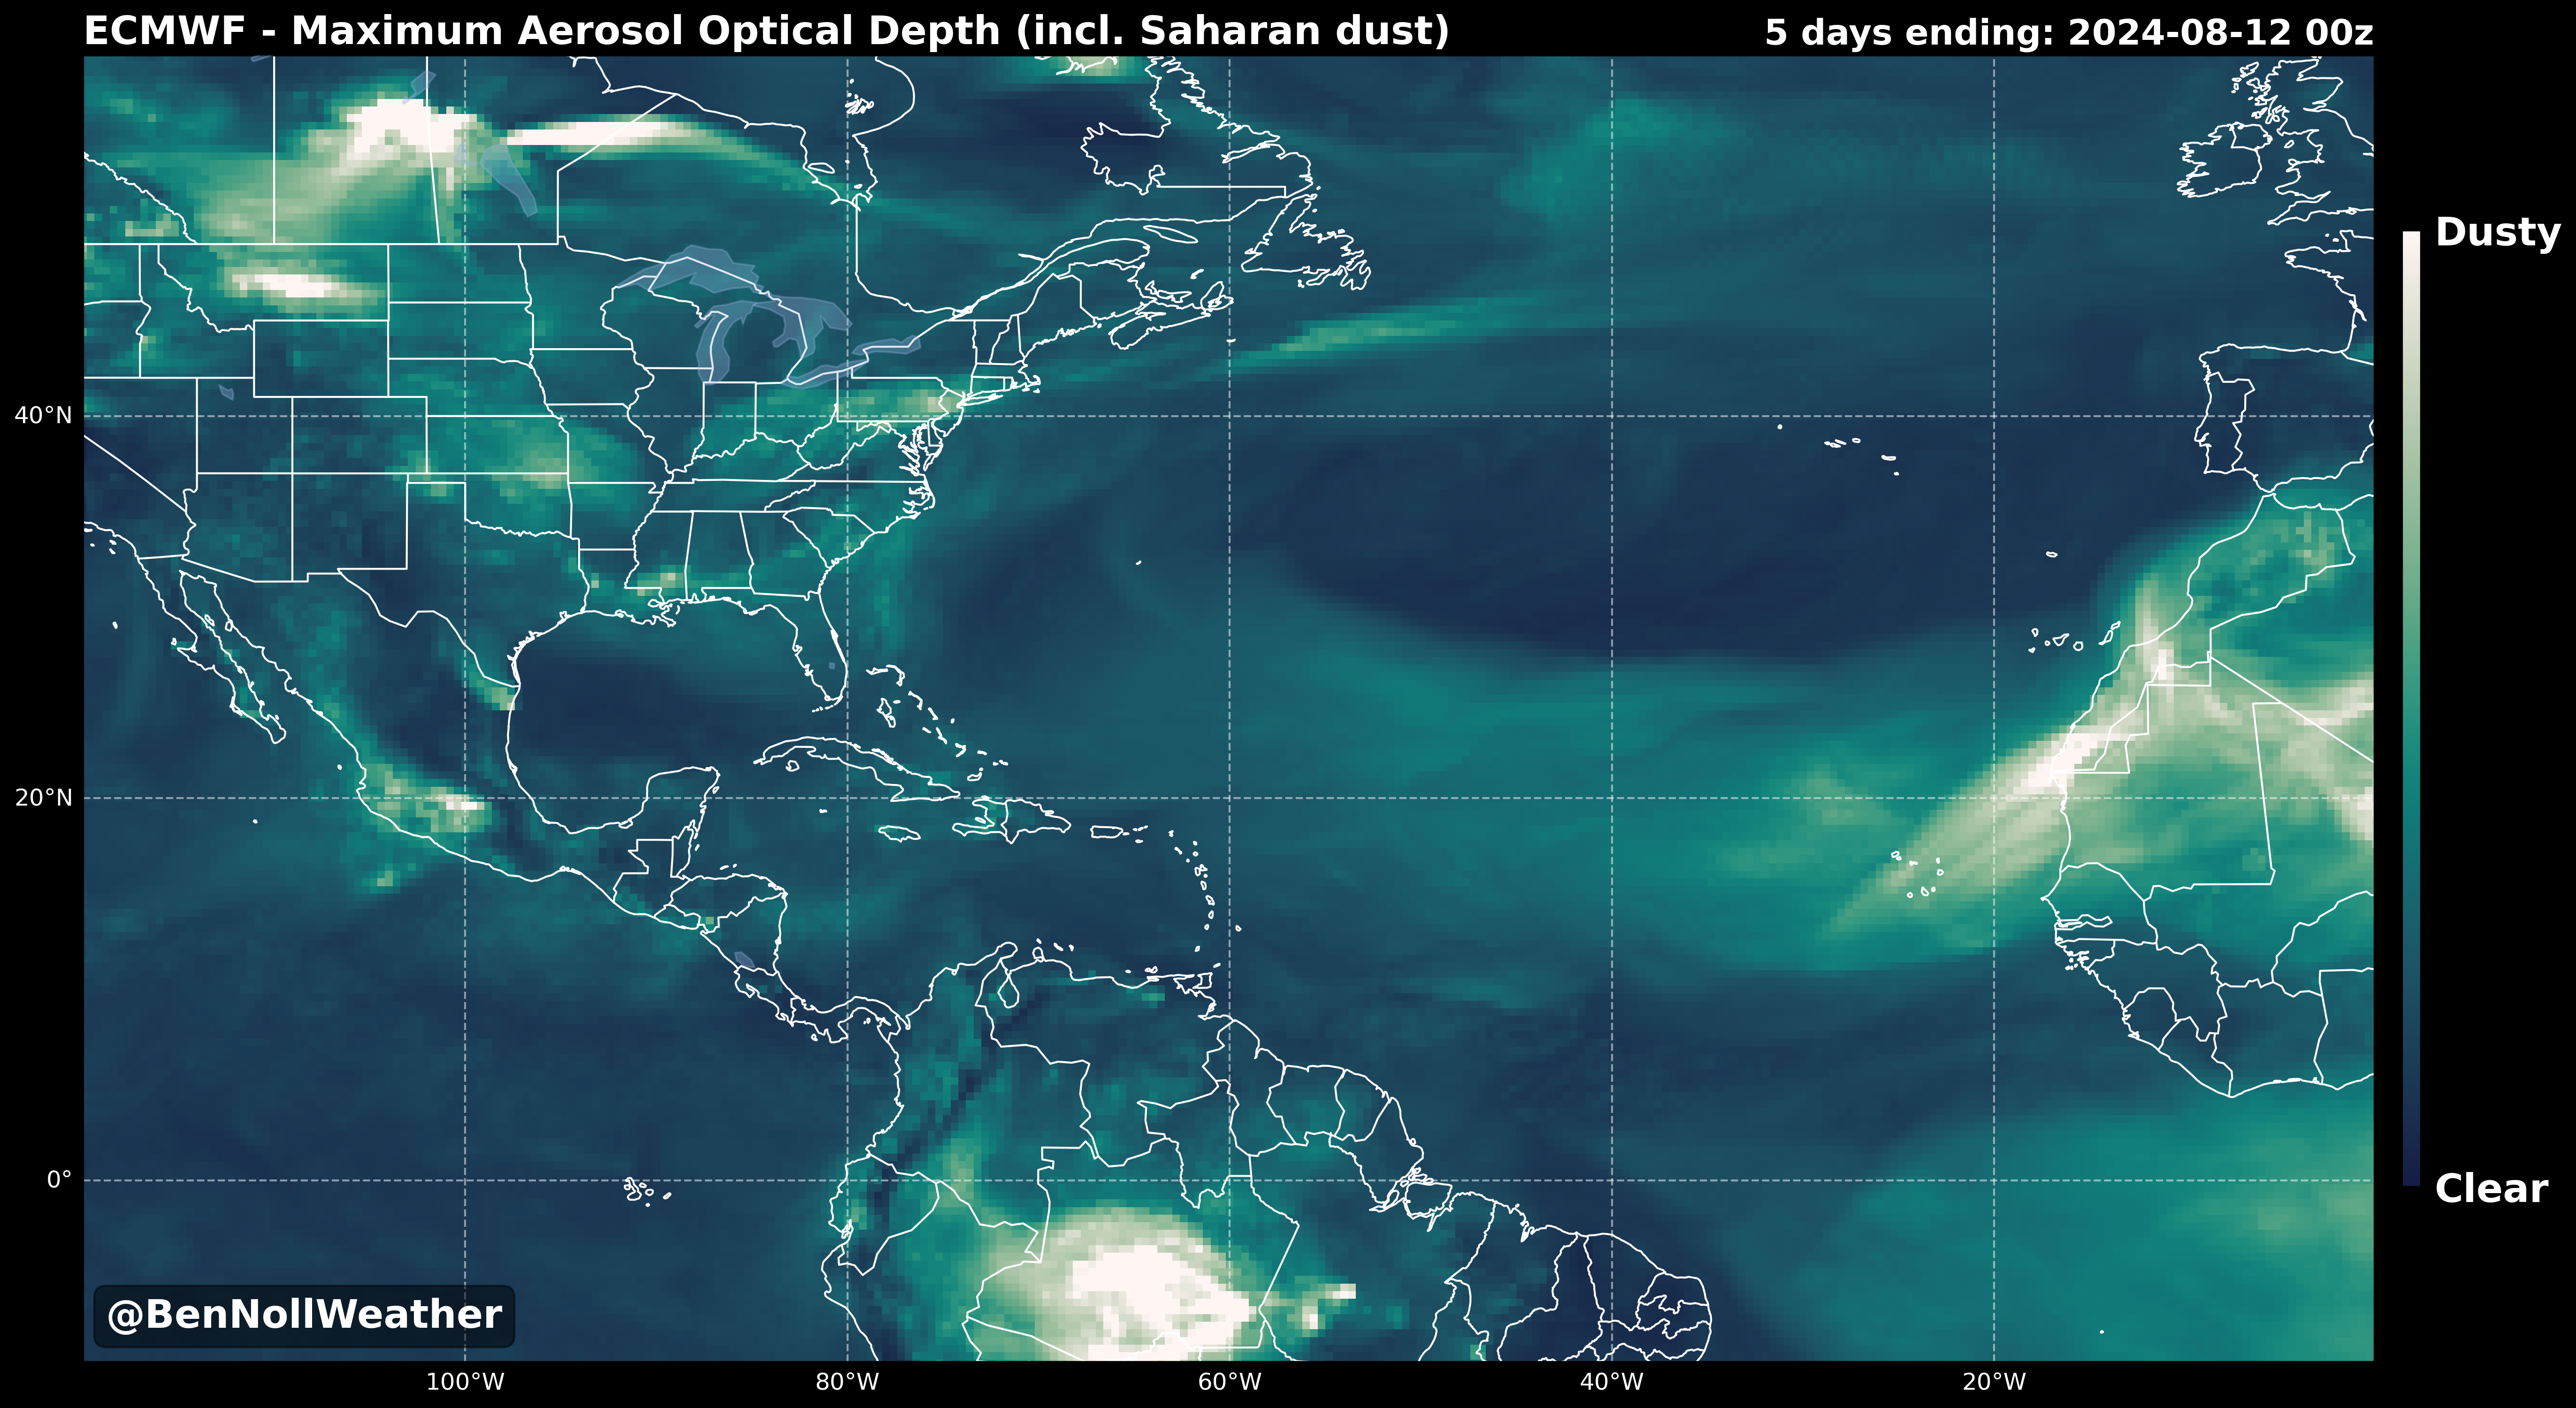 ECMWF - Maximum Aerosol Optical Depth (incl. Saharan dust)
5 days ending: 2024-08-12 00z
Dusty
40°N
20°N
0°
Clear
@BenNollWeather
100°W
80°W
60°W
40°W
20°W